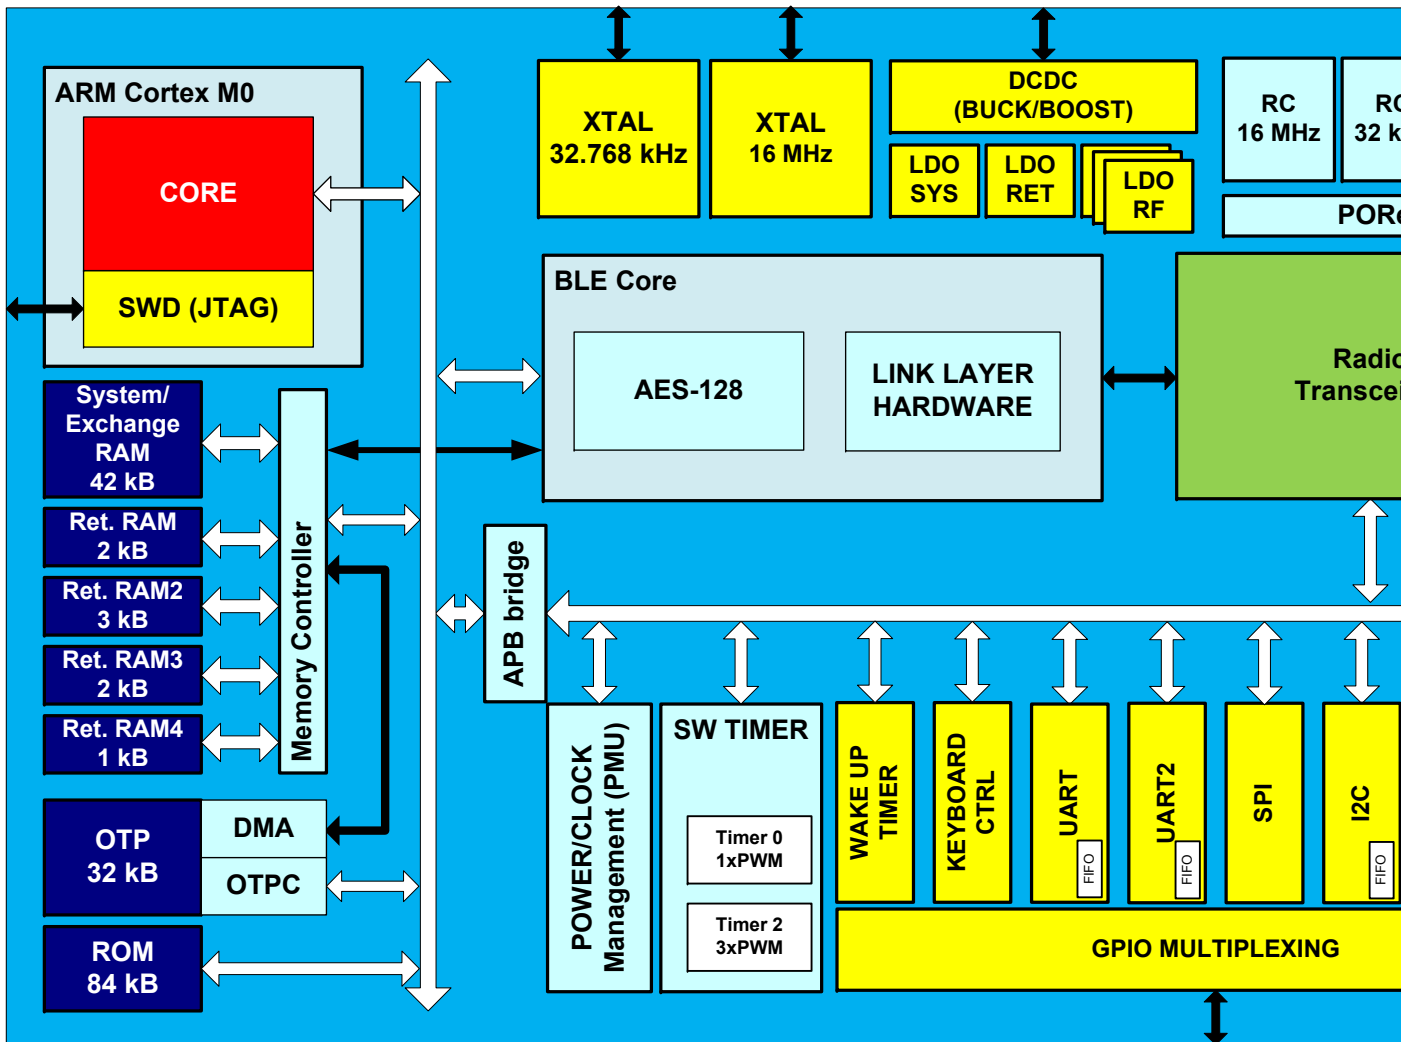 ARM Cortex M0
CORE
SWD (JTAG)
XTAL
32.768 kHz
XTAL
16 MHz
DCDC
(BUCK/BOOST)
LDO
SYS
LDO
RET
LDO
RF
RC
16 MHz
32
BLE Core
AES-128
LINK LAYER
HARDWARE
System/
Exchange
RAM
42 kB
Ret. RAM
2 kB
Ret. RAM2
3 kB
Ret. RAM3
2 kB
Ret. RAM4
1 kB
Memory Controller
OTP
32 kB
DMA
OTPC
ROM
84 kB
APB bridge
POWER/CLOCK
Management (PMU)
SW TIMER
Timer 0
1xPWM
Timer 2
3xPWM
WAKE UP
TIMER
KEYBOARD
CTRL
UART
FIFO
UART2
FIFO
SPI
I2C
FIFO
GPIO MULTIPLEXING